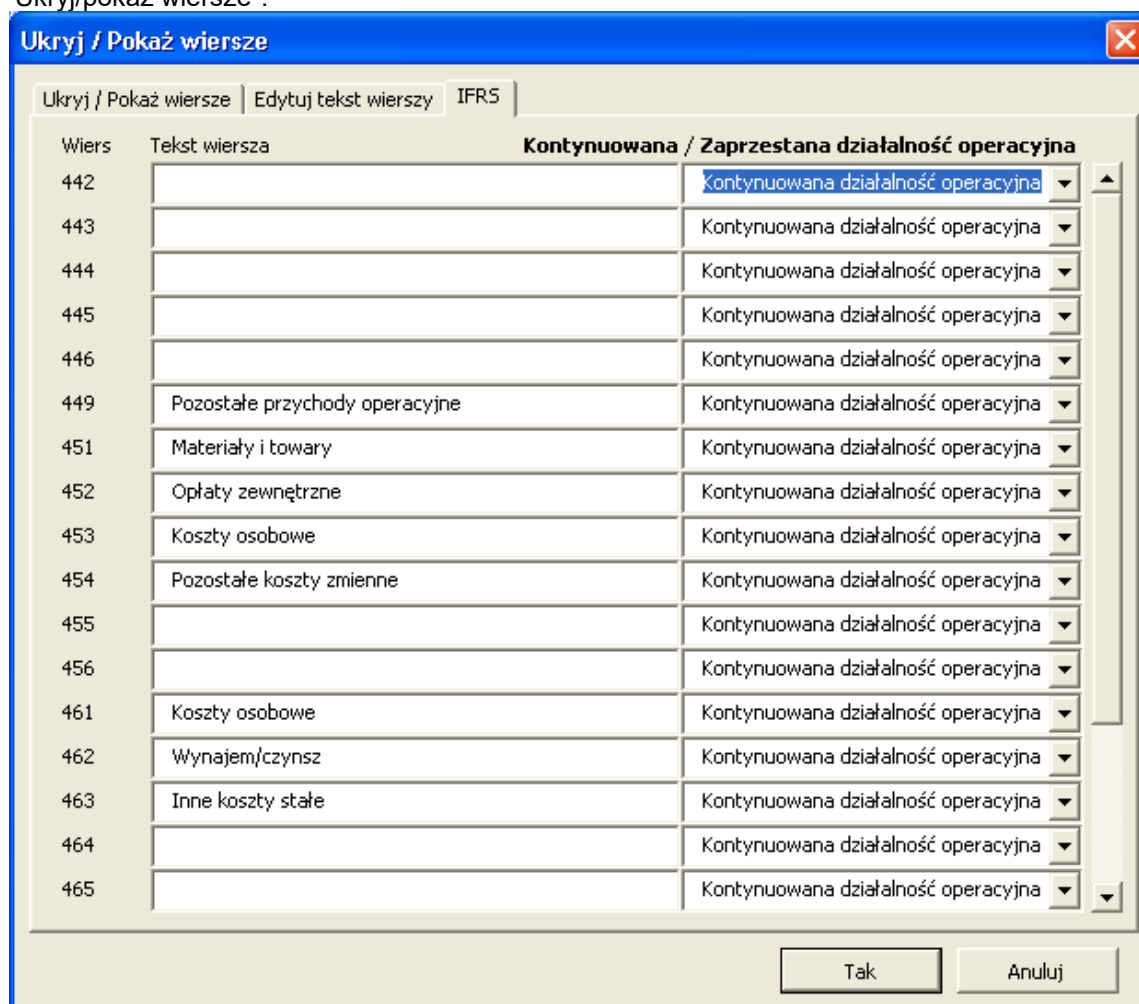 Ukryj/pokaż wiersze".
Ukryj / Pokaż wiersze
Ukryj / Pokaż wiersze Edytuj tekst wierszy IFRS
Wiers Tekst wiersza Kontynuowana / Zaprzestana działalność operacyjna
442 Kontynuowana działalność operacyjna
443 Kontynuowana działalność operacyjna
444 Kontynuowana działalność operacyjna
445 Kontynuowana działalność operacyjna
446 Kontynuowana działalność operacyjna
449 Pozostałe przychody operacyjne Kontynuowana działalność operacyjna
451 Materiały i towary Kontynuowana działalność operacyjna
452 Opłaty zewnętrzne Kontynuowana działalność operacyjna
453 Koszty osobowe Kontynuowana działalność operacyjna
454 Pozostałe koszty zmienne Kontynuowana działalność operacyjna
455 Kontynuowana działalność operacyjna
456 Kontynuowana działalność operacyjna
461 Koszty osobowe Kontynuowana działalność operacyjna
462 Wynajem/czynsz Kontynuowana działalność operacyjna
463 Inne koszty stałe Kontynuowana działalność operacyjna
464 Kontynuowana działalność operacyjna
465 Kontynuowana działalność operacyjna
Tak Anuluj